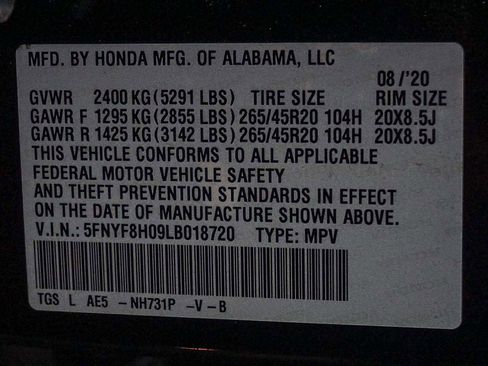 MFD. BY HONDA MFG. OF ALABAMA, LLC
08 /'20
GVWR 2400 KG (5291 LBS) TIRE SIZE RIM SIZE
GAWR F 1295 KG (2855 LBS) 265/45R20 104H 20X8.5J
GAWR R 1425 KG (3142 LBS) 265/45R20 104H 20X8.5J
THIS VEHICLE CONFORMS TO ALL APPLICABLE
FEDERAL MOTOR VEHICLE SAFETY
AND THEFT PREVENTION STANDARDS IN EFFECT
ON THE DATE OF MANUFACTURE SHOWN ABOVE.
V.I.N.: 5FNYF8H09LB018720 TYPE: MPV
TGS L AE5 -NH731P -V-B